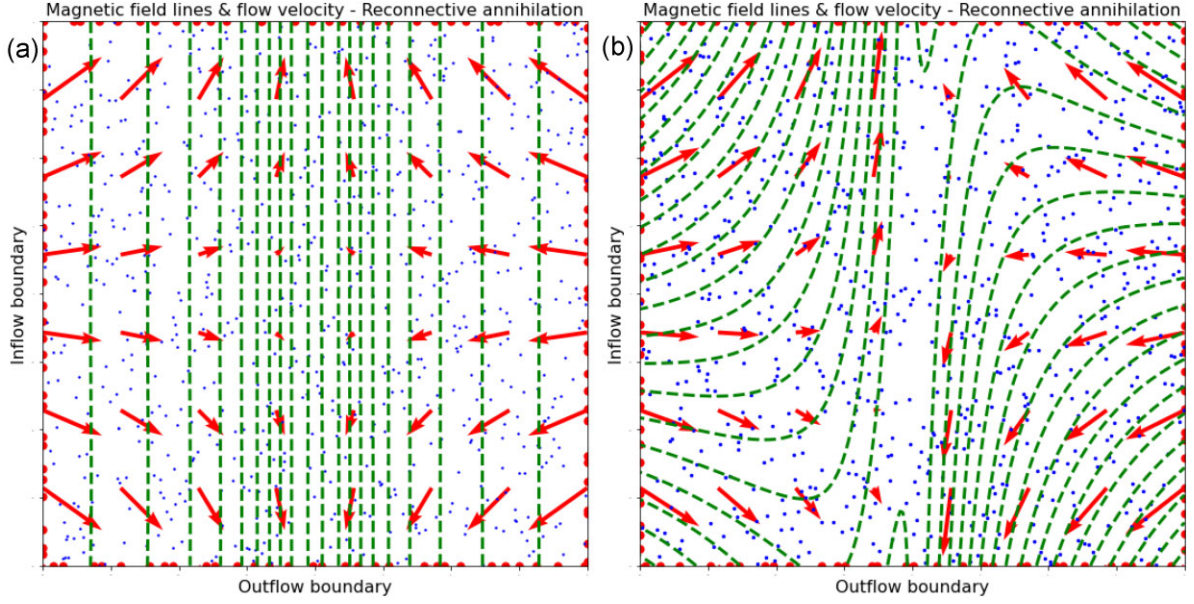 Magnetic field lines & flow velocity - Reconnective annihilation
(a)
Inflow boundary
Outflow boundary
Magnetic field lines & flow velocity - Reconnective annihilation
(b)
Inflow boundary
Outflow boundary